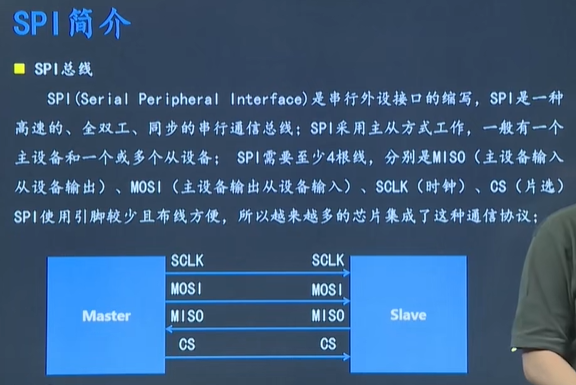 SPI简介
SPI总线
SPI(Serial Peripheral Interface)是串行外设接口的缩写，SPI是一种
高速的、全双工、同步的串行通信总线；SPI采用主从方式工作，一般有一个
主设备和一个或多个从设备； SPI需要至少4根线，分别是MISO（主设备输入
从设备输出）、MOSI（主设备输出从设备输入）、SCLK（时钟）、CS（片选）
SPI使用引脚较少且布线方便，所以越来越多的芯片集成了这种通信协议；
SCLK SCLK
MOSI MOSI
Master MISO MISO Slave
CS CS